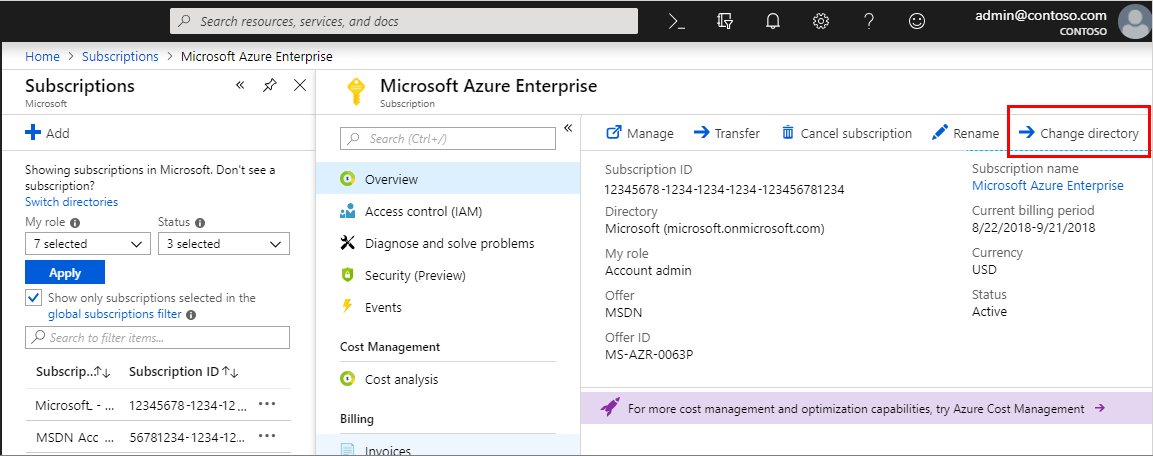 Search resources, services, and docs
admin@contoso.com
CONTOSO
Home > Subscriptions > Microsoft Azure Enterprise
Subscriptions
Microsoft
Add
Showing subscriptions in Microsoft. Don't see a
subscription?
Switch directories
My role
Status
7 selected
3 selected
Apply
Show only subscriptions selected in the
global subscriptions filter
Search to filter items...
Subscrip...↑↓ Subscription ID↑↓
Microsoft - ... 12345678-1234-12... •••
MSDN Acc ... 56781234-1234-12... •••
Microsoft Azure Enterprise
Subscription
Search (Ctrl+/)
Overview
Access control (IAM)
Diagnose and solve problems
Security (Preview)
Events
Cost Management
Cost analysis
Billing
Invoices
Manage
Transfer
Cancel subscription
Rename
Change directory
Subscription ID
12345678-1234-1234-1234-123456781234
Directory
Microsoft (microsoft.onmicrosoft.com)
My role
Account admin
Offer
MSDN
Offer ID
MS-AZR-0063P
Subscription name
Microsoft Azure Enterprise
Current billing period
8/22/2018-9/21/2018
Currency
USD
Status
Active
For more cost management and optimization capabilities, try Azure Cost Management →